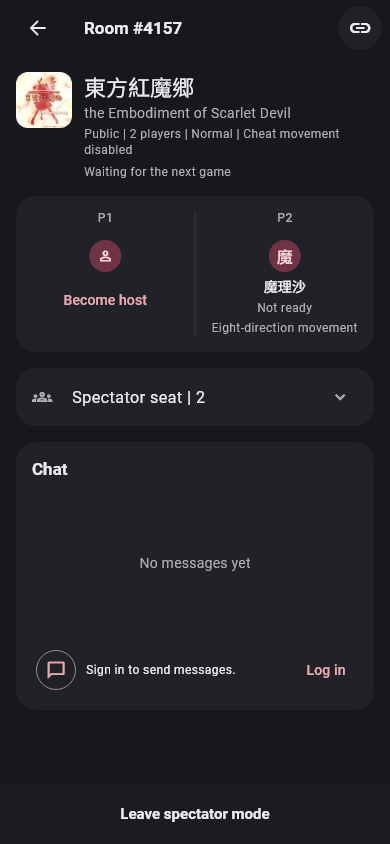 Room #4157
東方紅魔郷
the Embodiment of Scarlet Devil
Public | 2 players | Normal | Cheat movement
disabled
Waiting for the next game
P1
Become host
P2
魔
魔理沙
Not ready
Eight-direction movement
Spectator seat | 2
Chat
No messages yet
Sign in to send messages.
Log in
Leave spectator mode